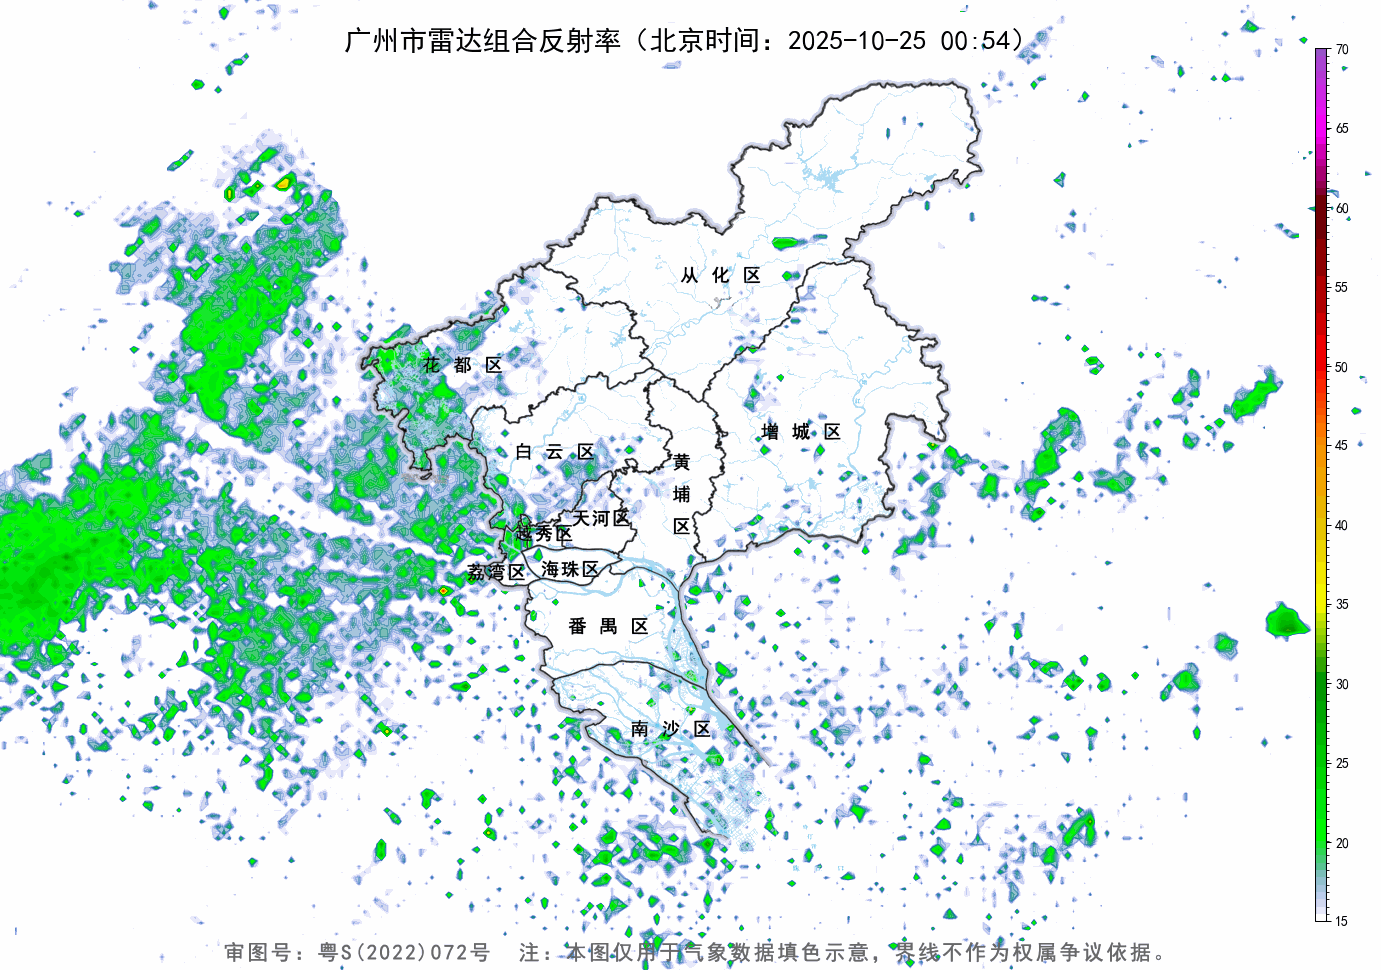 广州市雷达组合反射率（北京时间：2025-10-25 00:54）
70
65
60
55
50
45
40
35
30
25
20
15
从化区
花都区
增城区
白云区
黄埔区
天河区
越秀区
海珠区
荔湾区
番禺区
南沙区
审图号：粤S(2022)072号 注：本图仅用于气象数据填色示意，界线不作为权属争议依据。